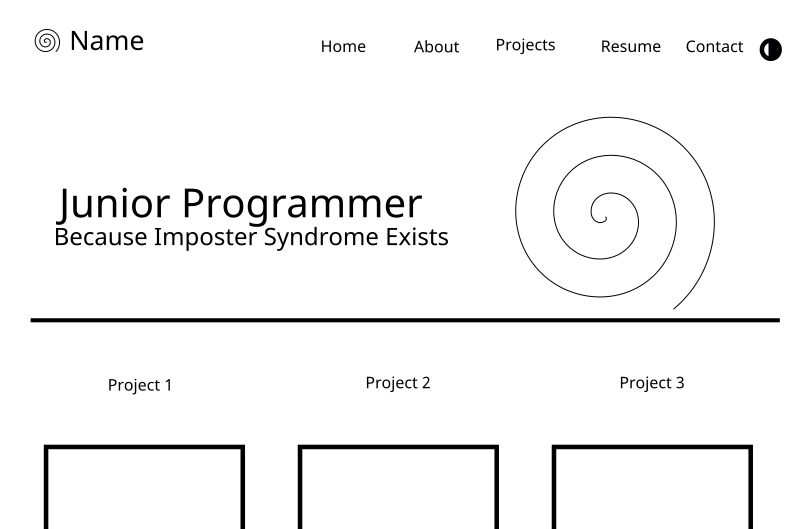 Name
Home About Projects Resume Contact
Junior Programmer
Because Imposter Syndrome Exists
Project 1 Project 2 Project 3